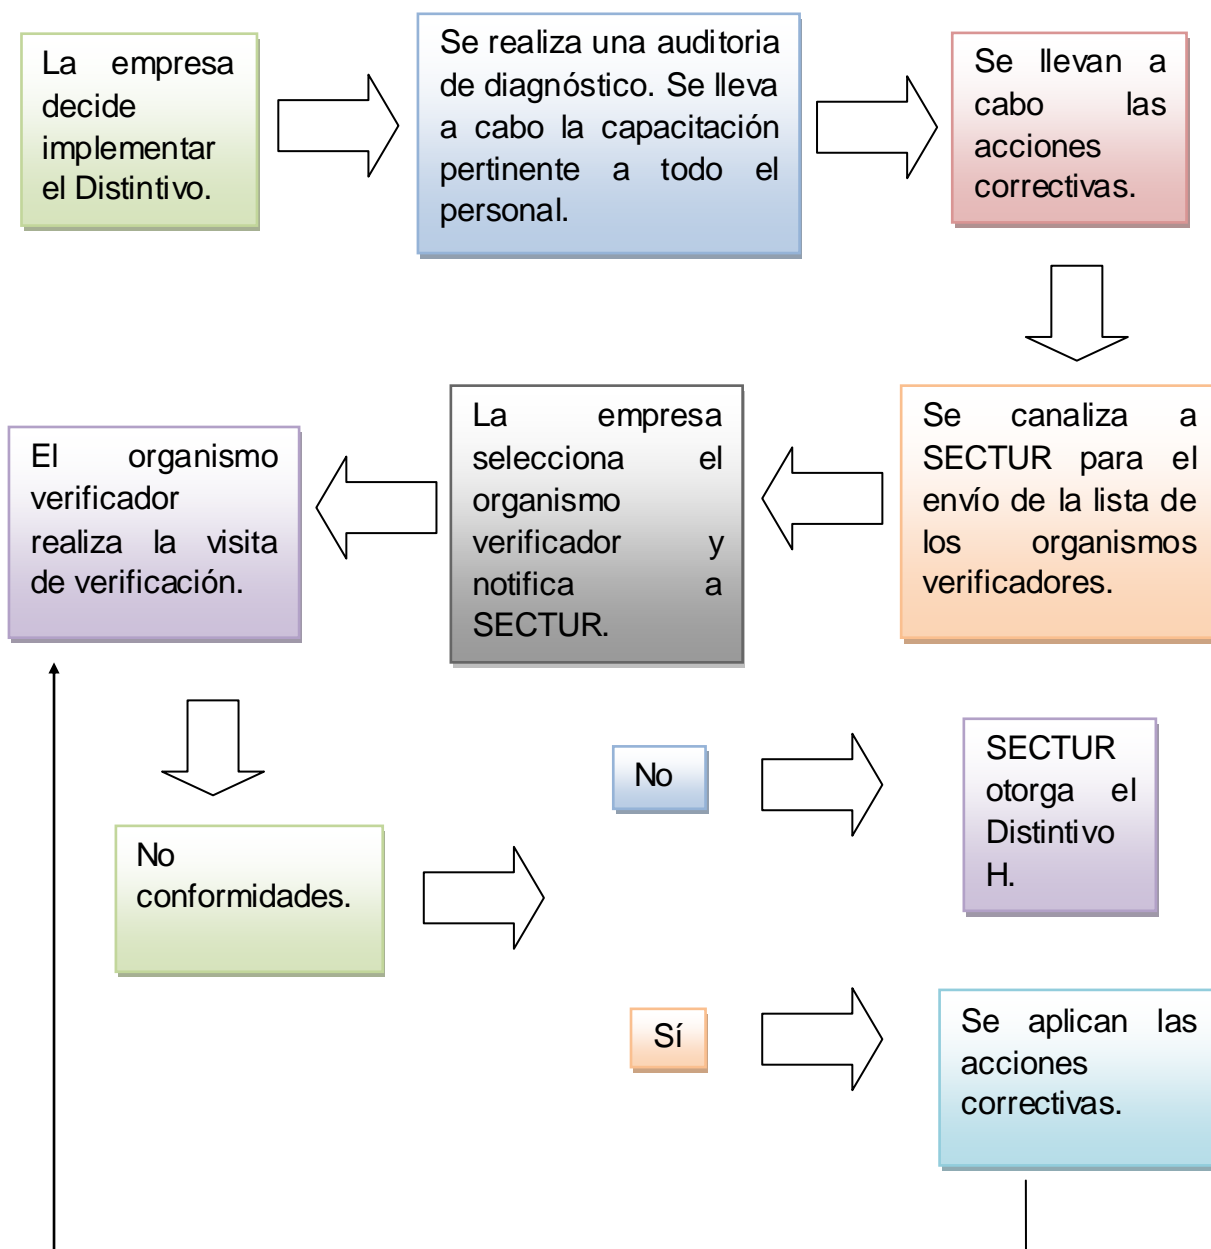 La empresa
decide
implementar
el Distintivo.
Se realiza una auditoria
de diagnóstico. Se lleva
a cabo la capacitación
pertinente a todo el
personal.
Se llevan a
cabo las
acciones
correctivas.
Se canaliza a
SECTUR para el
envío de la lista de
los organismos
verificadores.
La empresa
selecciona el
organismo
verificador y
notifica a
SECTUR.
El organismo
verificador
realiza la visita
de verificación.
No
conformidades.
No
SECTUR
otorga el
Distintivo
H.
Sí
Se aplican las
acciones
correctivas.